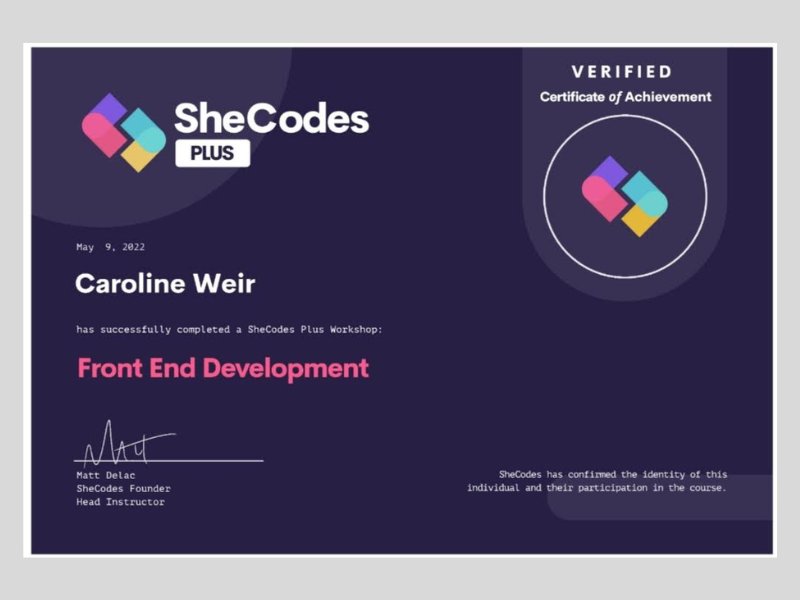 SheCodes
PLUS
VERIFIED
Certificate of Achievement
May 9, 2022
Caroline Weir
has successfully completed a SheCodes Plus Workshop:
Front End Development
Matt
Matt Delac
SheCodes Founder
Head Instructor
SheCodes has confirmed the identity of this
individual and their participation in the course.